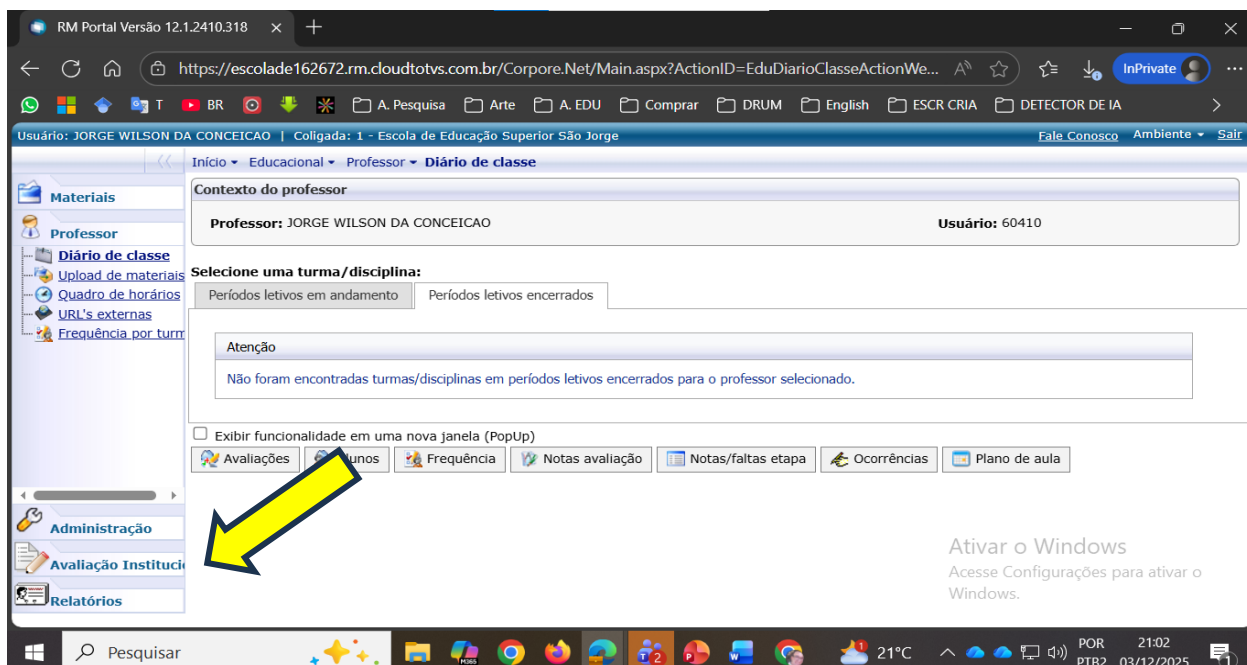 RM Portal Versão 12.1.2410.318
https://escolade162672.rm.cloudtotvs.com.br/Corpore.Net/Main.aspx?ActionID=EduDiarioClasseActionWe... InPrivate
T BR A. Pesquisa Arte A. EDU Comprar DRUM English ESCR CRIA DETECTOR DE IA
Usuário: JORGE WILSON DA CONCEICAO | Coligada: 1 - Escola de Educação Superior São Jorge Fale Conosco Ambiente Sair
Início Educacional Professor Diário de classe
Materiais
Professor
Diário de classe
Upload de materiais
Quadro de horários
URL's externas
Frequência por turm
Administração
Avaliação Instituci
Relatórios
Contexto do professor
Professor: JORGE WILSON DA CONCEICAO Usuário: 60410
Selecione uma turma/disciplina:
Períodos letivos em andamento Períodos letivos encerrados
Atenção
Não foram encontradas turmas/disciplinas em períodos letivos encerrados para o professor selecionado.
Exibir funcionalidade em uma nova janela (PopUp)
Avaliações Frequência Notas avaliação Notas/faltas etapa Ocorrências Plano de aula
Ativar o Windows
Acesse Configurações para ativar o
Windows.
Pesquisar 21°C POR 21:02
PTB2 03/12/2025